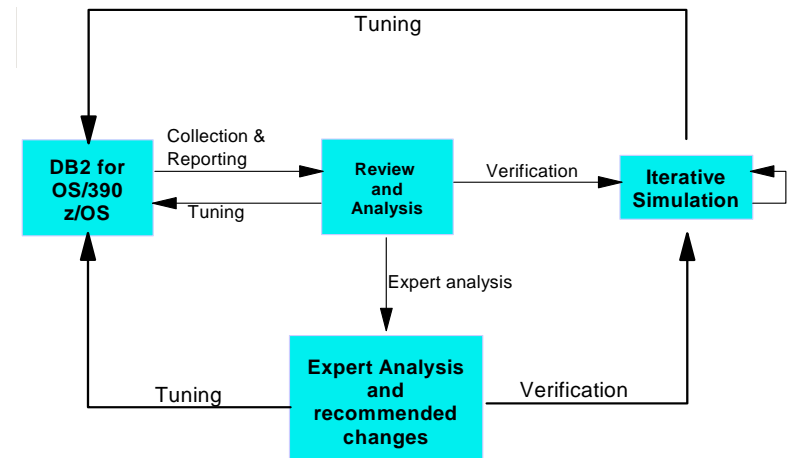 Tuning
Collection &
Reporting
DB2 for
OS/390
z/OS
Review
and
Analysis
Verification
Iterative
Simulation
Tuning
Expert analysis
Expert Analysis
and
recommended
changes
Tuning
Verification